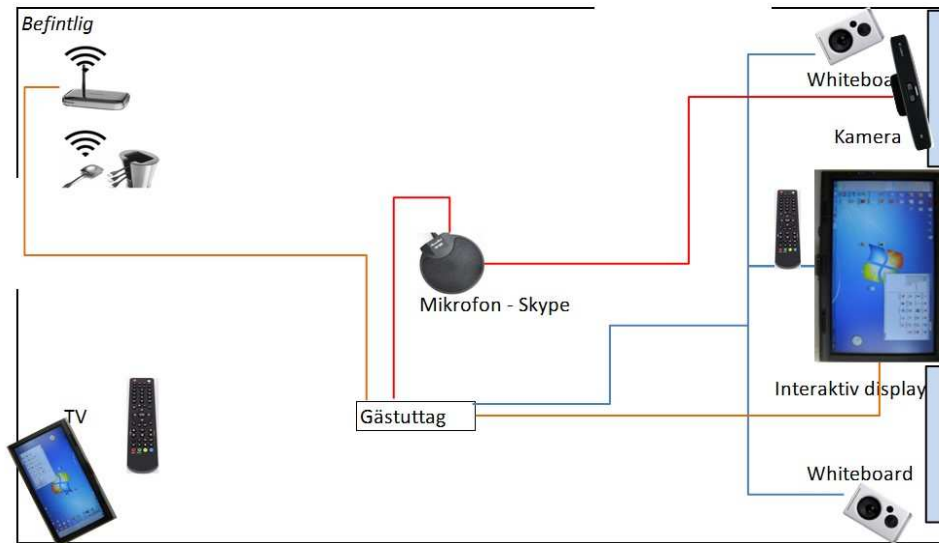 Befintlig
Whiteboa
Kamera
Mikrofon - Skype
Interaktiv display
TV
Gästuttag
Whiteboard